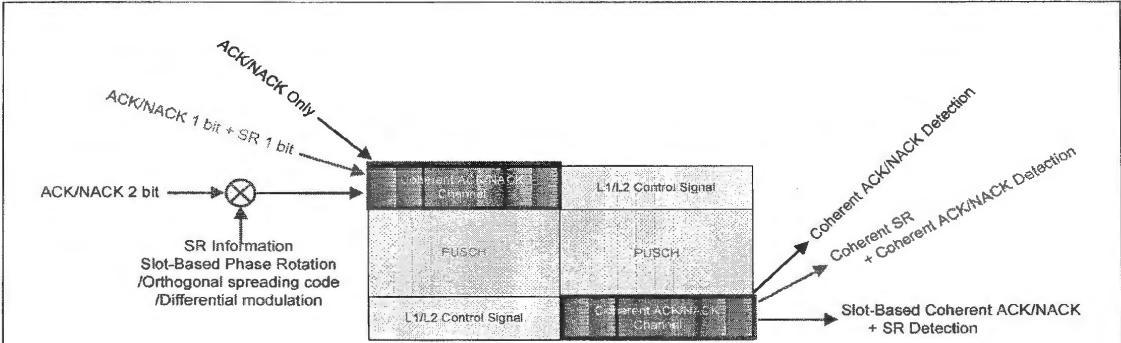 ACK/NACK Only
ACK/NACK 1 bit + SR 1 bit
ACK/NACK 2 bit
SR Information
Slot-Based Phase Rotation
/Orthogonal spreading code
/Differential modulation
Coherent ACK/NACK
Channel
L1/L2 Control Signal
PUSCH
PUSCH
L1/L2 Control Signal
Coherent ACK/NACK
Channel
Coherent ACK/NACK Detection
Coherent SR
+ Coherent ACK/NACK Detection
Slot-Based Coherent ACK/NACK
+ SR Detection